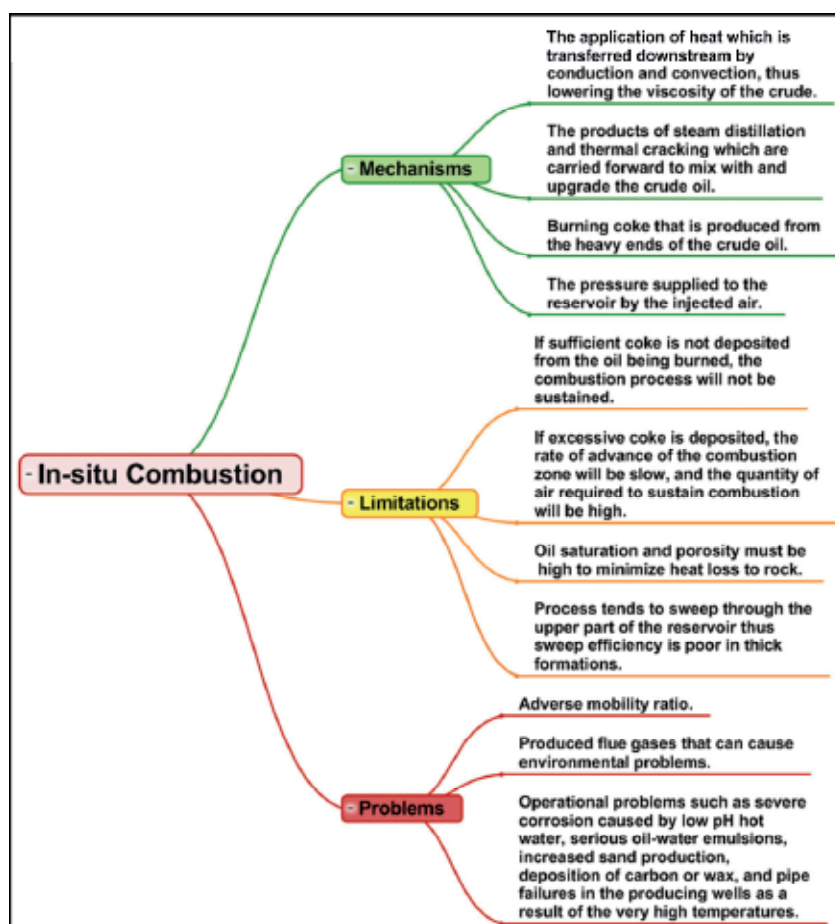 The application of heat which is
transferred downstream by
conduction and convection, thus
lowering the viscosity of the crude.
The products of steam distillation
and thermal cracking which are
carried forward to mix with and
upgrade the crude oil.
Mechanisms
Burning coke that is produced from
the heavy ends of the crude oil.
The pressure supplied to the
reservoir by the injected air.
If sufficient coke is not deposited
from the oil being burned, the
combustion process will not be
sustained.
In-situ Combustion
If excessive coke is deposited, the
rate of advance of the combustion
zone will be slow, and the quantity of
air required to sustain combustion
will be high.
Limitations
Oil saturation and porosity must be
high to minimize heat loss to rock.
Process tends to sweep through the
upper part of the reservoir thus
sweep efficiency is poor in thick
formations.
Adverse mobility ratio.
Produced flue gases that can cause
environmental problems.
Problems
Operational problems such as severe
corrosion caused by low pH hot
water, serious oil-water emulsions,
increased sand production,
deposition of carbon or wax, and pipe
failures in the producing wells as a
result of the very high temperatures.